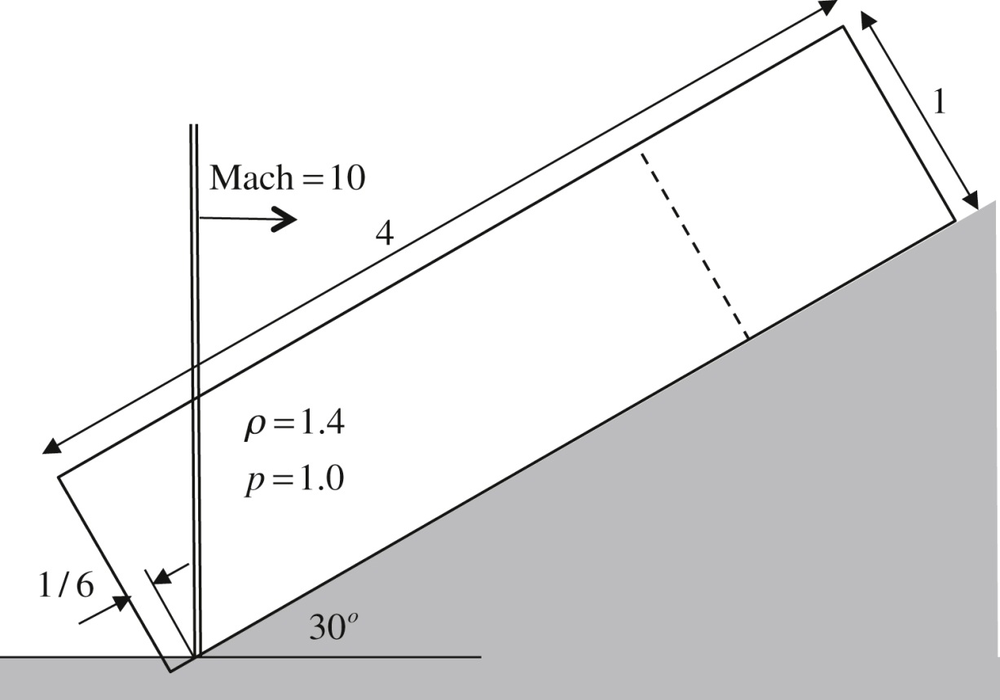 1
Mach = 10
4
ρ = 1.4
p = 1.0
1/6
30°